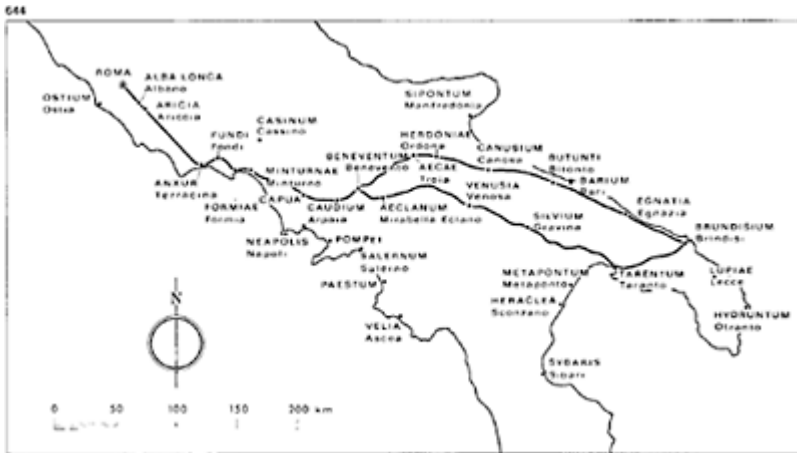 644
ROMA
ALBA LONGA
Albano
ARICIA
Ariccia
OSTIUM
Ostia
CASINUM
Cassino
FUNDI
Fondi
SIPONTUM
Manfredonia
HERDONIAE
Ordona
CANUSIUM
Canosa
BUTUNTI
Bitonto
BARIUM
Bari
BENEVENTUM
Benevento
AECAE
Troia
MINTURNAE
Minturno
ANXUR
Terracina
VENUSIA
Venosa
EGNATIA
Egnazia
CAPUA
CAUDIUM
Arpaia
AECLANUM
Mirabella Eclano
FORMIAE
Formia
SILVIUM
Gravina
BRUNDISIUM
Brindisi
NEAPOLIS
Napoli
POMPEI
SALERNUM
Salerno
METAPONTUM
Metaponto
TARENTUM
Taranto
LUPIAE
Lecce
PAESTUM
HERACLEA
Scanzano
HYDRUNTUM
Otranto
N
VELIA
Ascea
SYBARIS
Sibari
0 50 100 150 200 km